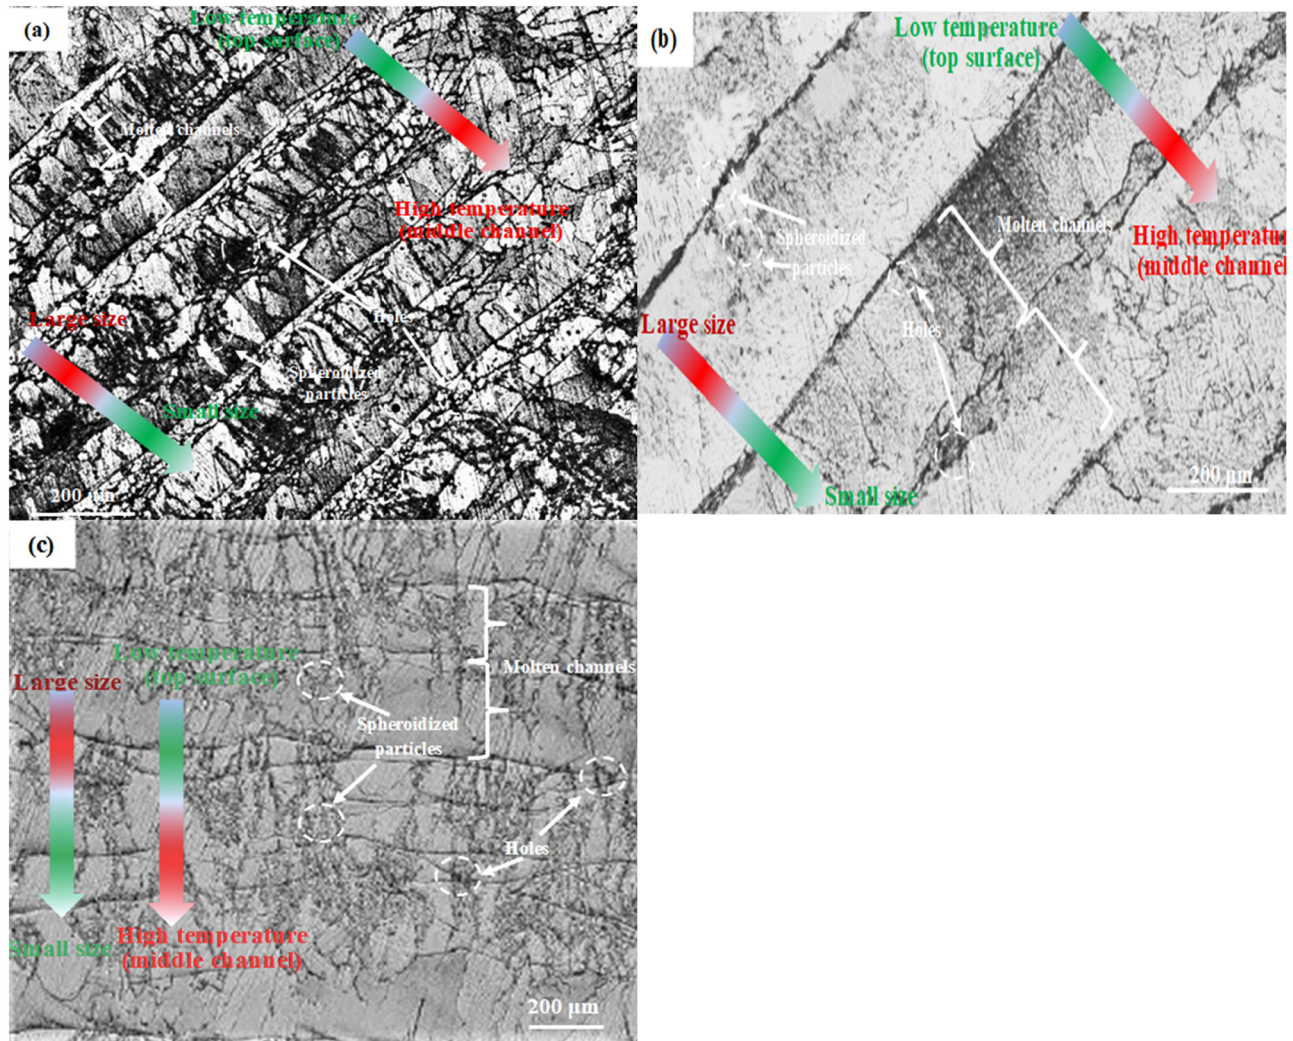 (a)
Low temperature
(top surface)
Molten channels
High temperature
(middle channel)
Large size
Holes
Spheroidized
particles
Small size
200 μm
(b)
Low temperature
(top surface)
Molten channels
Spheroidized
particles
High temperatur
(middle channel
Large size
Holes
Small size
200 μm
(c)
Low temperature
(top surface)
Large size
Molten channels
Spheroidized
particles
Holes
Small size
High temperature
(middle channel)
200 μm